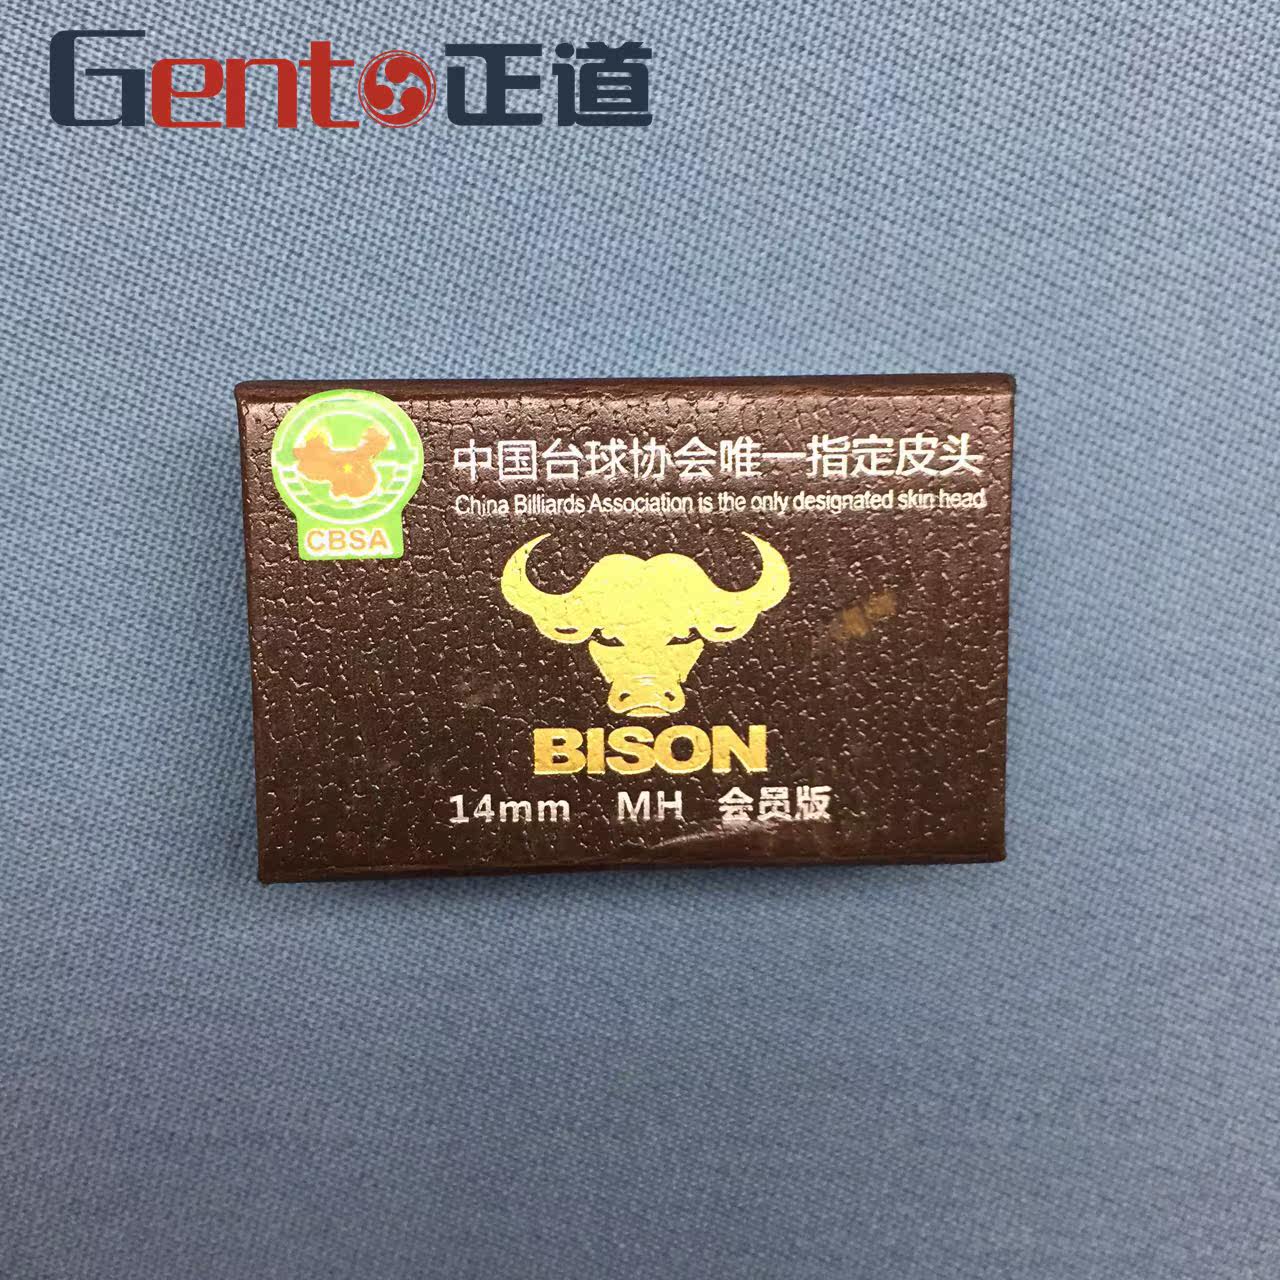 Gento正道
中国台球协会唯一指定皮头
China Billiards Association is the only designated skin head
CBSA
BISON
14mm MH 会员版